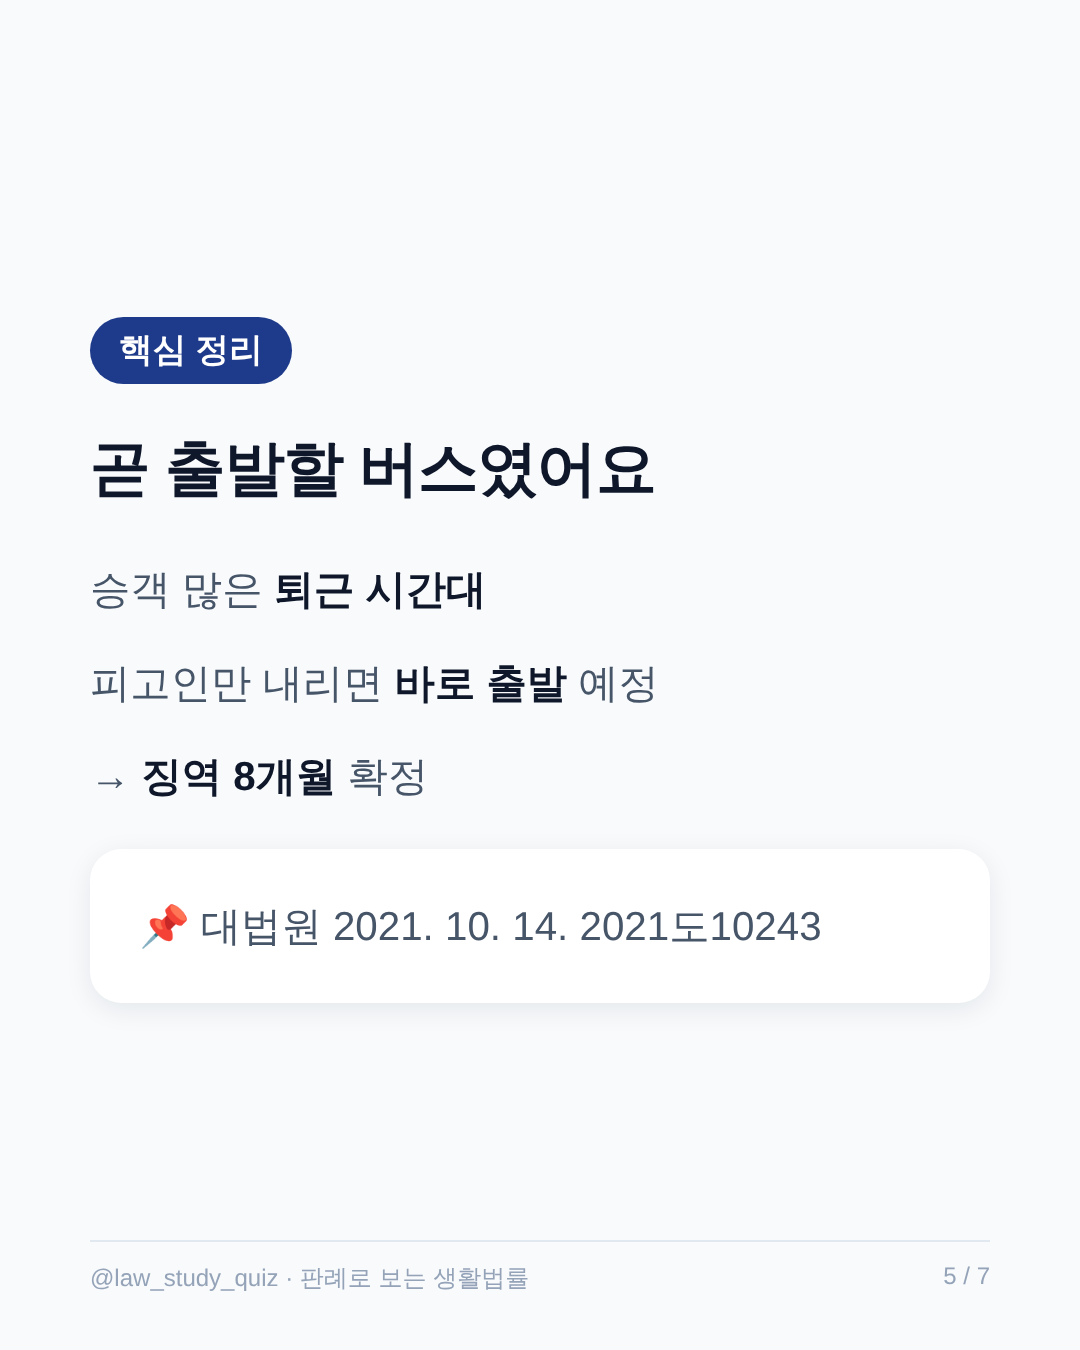 핵심 정리
곧 출발할 버스였어요
승객 많은 퇴근 시간대
피고인만 내리면 바로 출발 예정
→ 징역 8개월 확정
📌 대법원 2021. 10. 14. 2021도10243
@law_study_quiz · 판례로 보는 생활법률
5 / 7